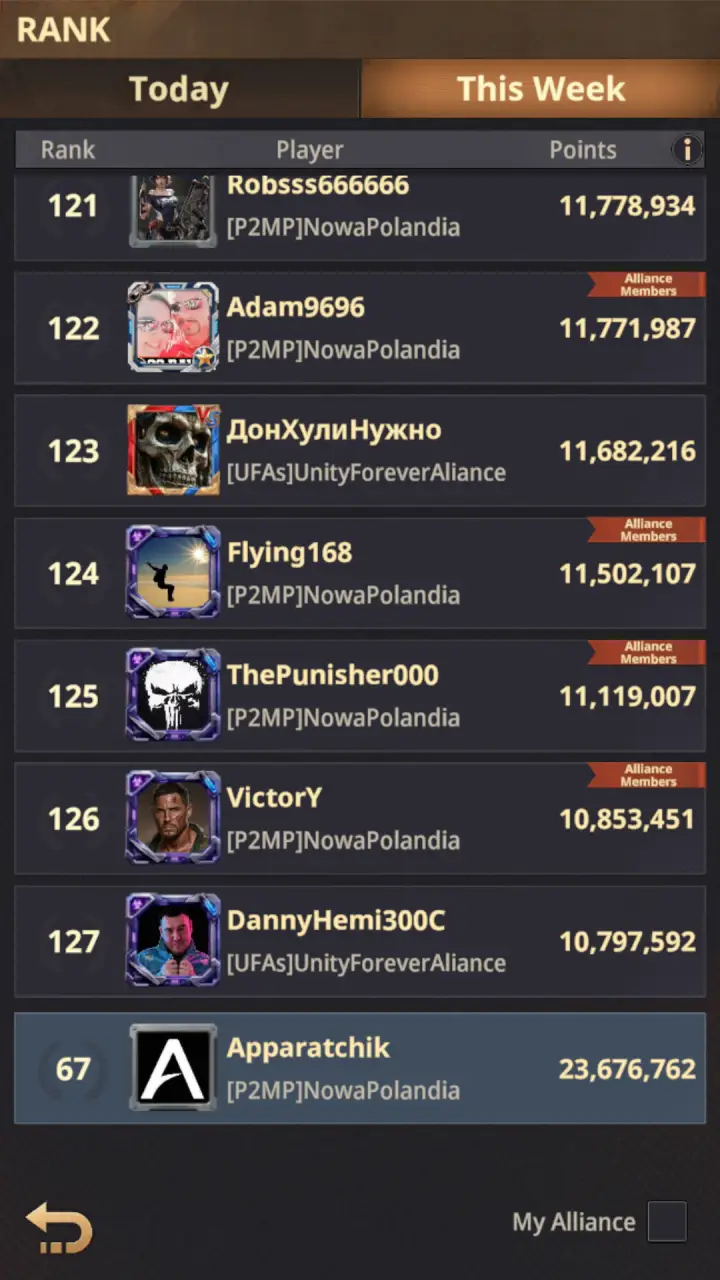 RANK
Today
This Week
Rank
Player
Points
121
Robsss666666
[P2MP]NowaPolandia
11,778,934
Alliance
Members
122
Adam9696
[P2MP]NowaPolandia
11,771,987
123
ДонХулиНужно
[UFAs]UnityForeverAliance
11,682,216
Alliance
Members
124
Flying168
[P2MP]NowaPolandia
11,502,107
Alliance
Members
125
ThePunisher000
[P2MP]NowaPolandia
11,119,007
Alliance
Members
126
VictorY
[P2MP]NowaPolandia
10,853,451
127
DannyHemi300C
[UFAs]UnityForeverAliance
10,797,592
67
Apparatchik
[P2MP]NowaPolandia
23,676,762
My Alliance